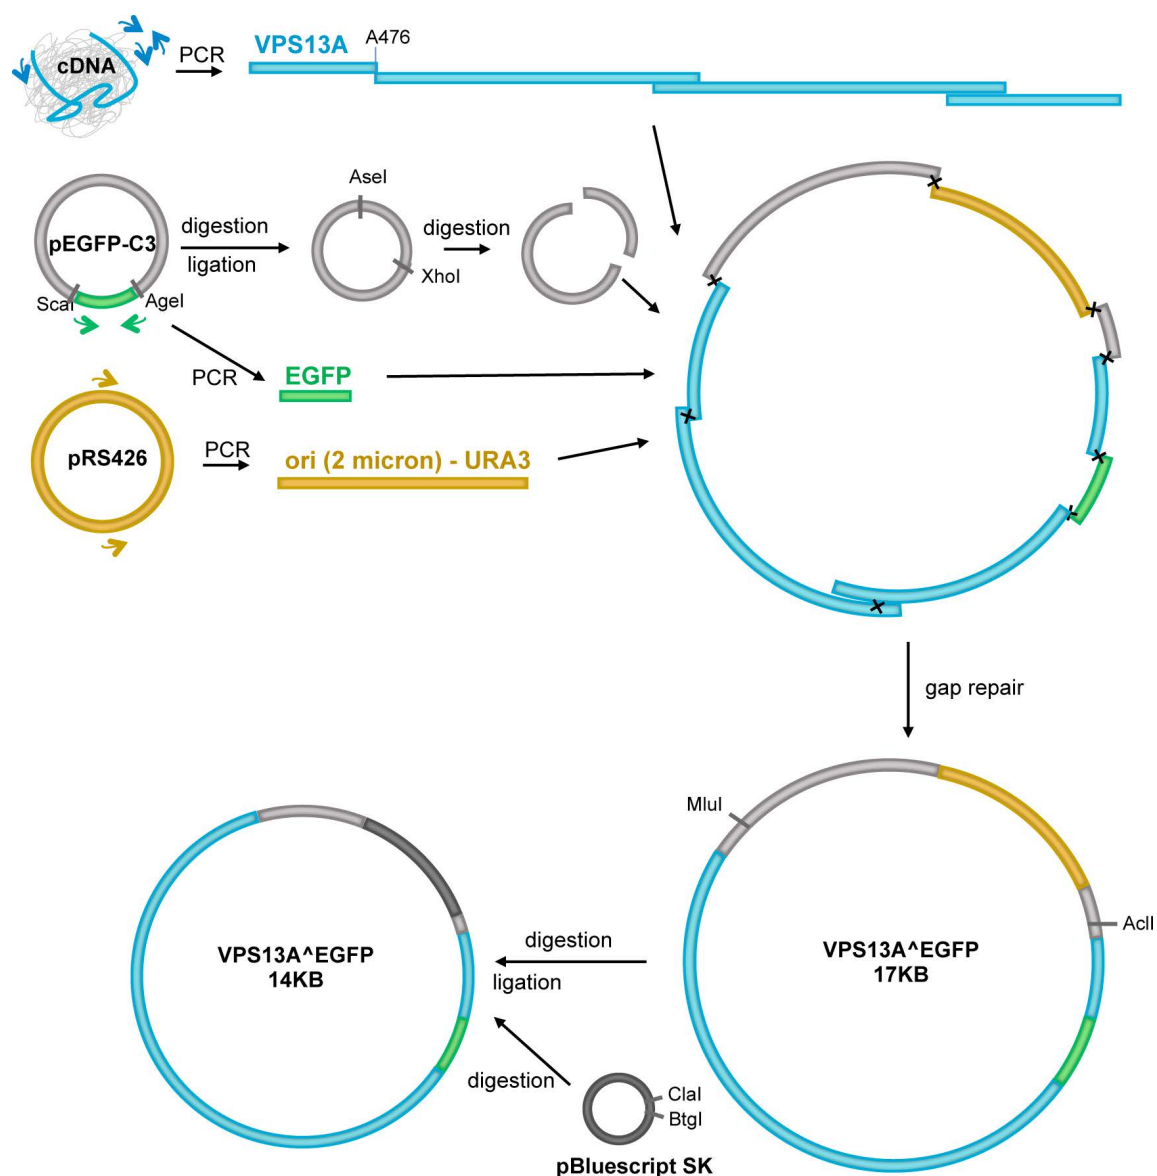 cDNA
PCR
VPS13A
A476
pEGFP-C3
ScaI
AgeI
digestion
ligation
AseI
XhoI
digestion
PCR
EGFP
pRS426
PCR
ori (2 micron) - URA3
gap repair
MluI
AclI
VPS13A^EGFP
17KB
digestion
ligation
VPS13A^EGFP
14KB
digestion
ClaI
BtgI
pBluescript SK